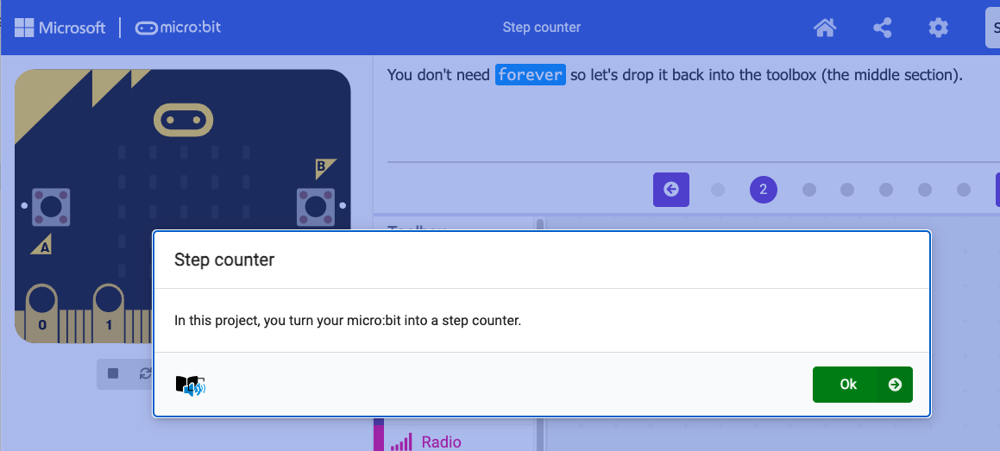 Microsoft
micro:bit
Step counter
S
You don't need forever so let's drop it back into the toolbox (the middle section).
B
A
0
1
2
Toolbox
Step counter
In this project, you turn your micro:bit into a step counter.
Ok
Radio